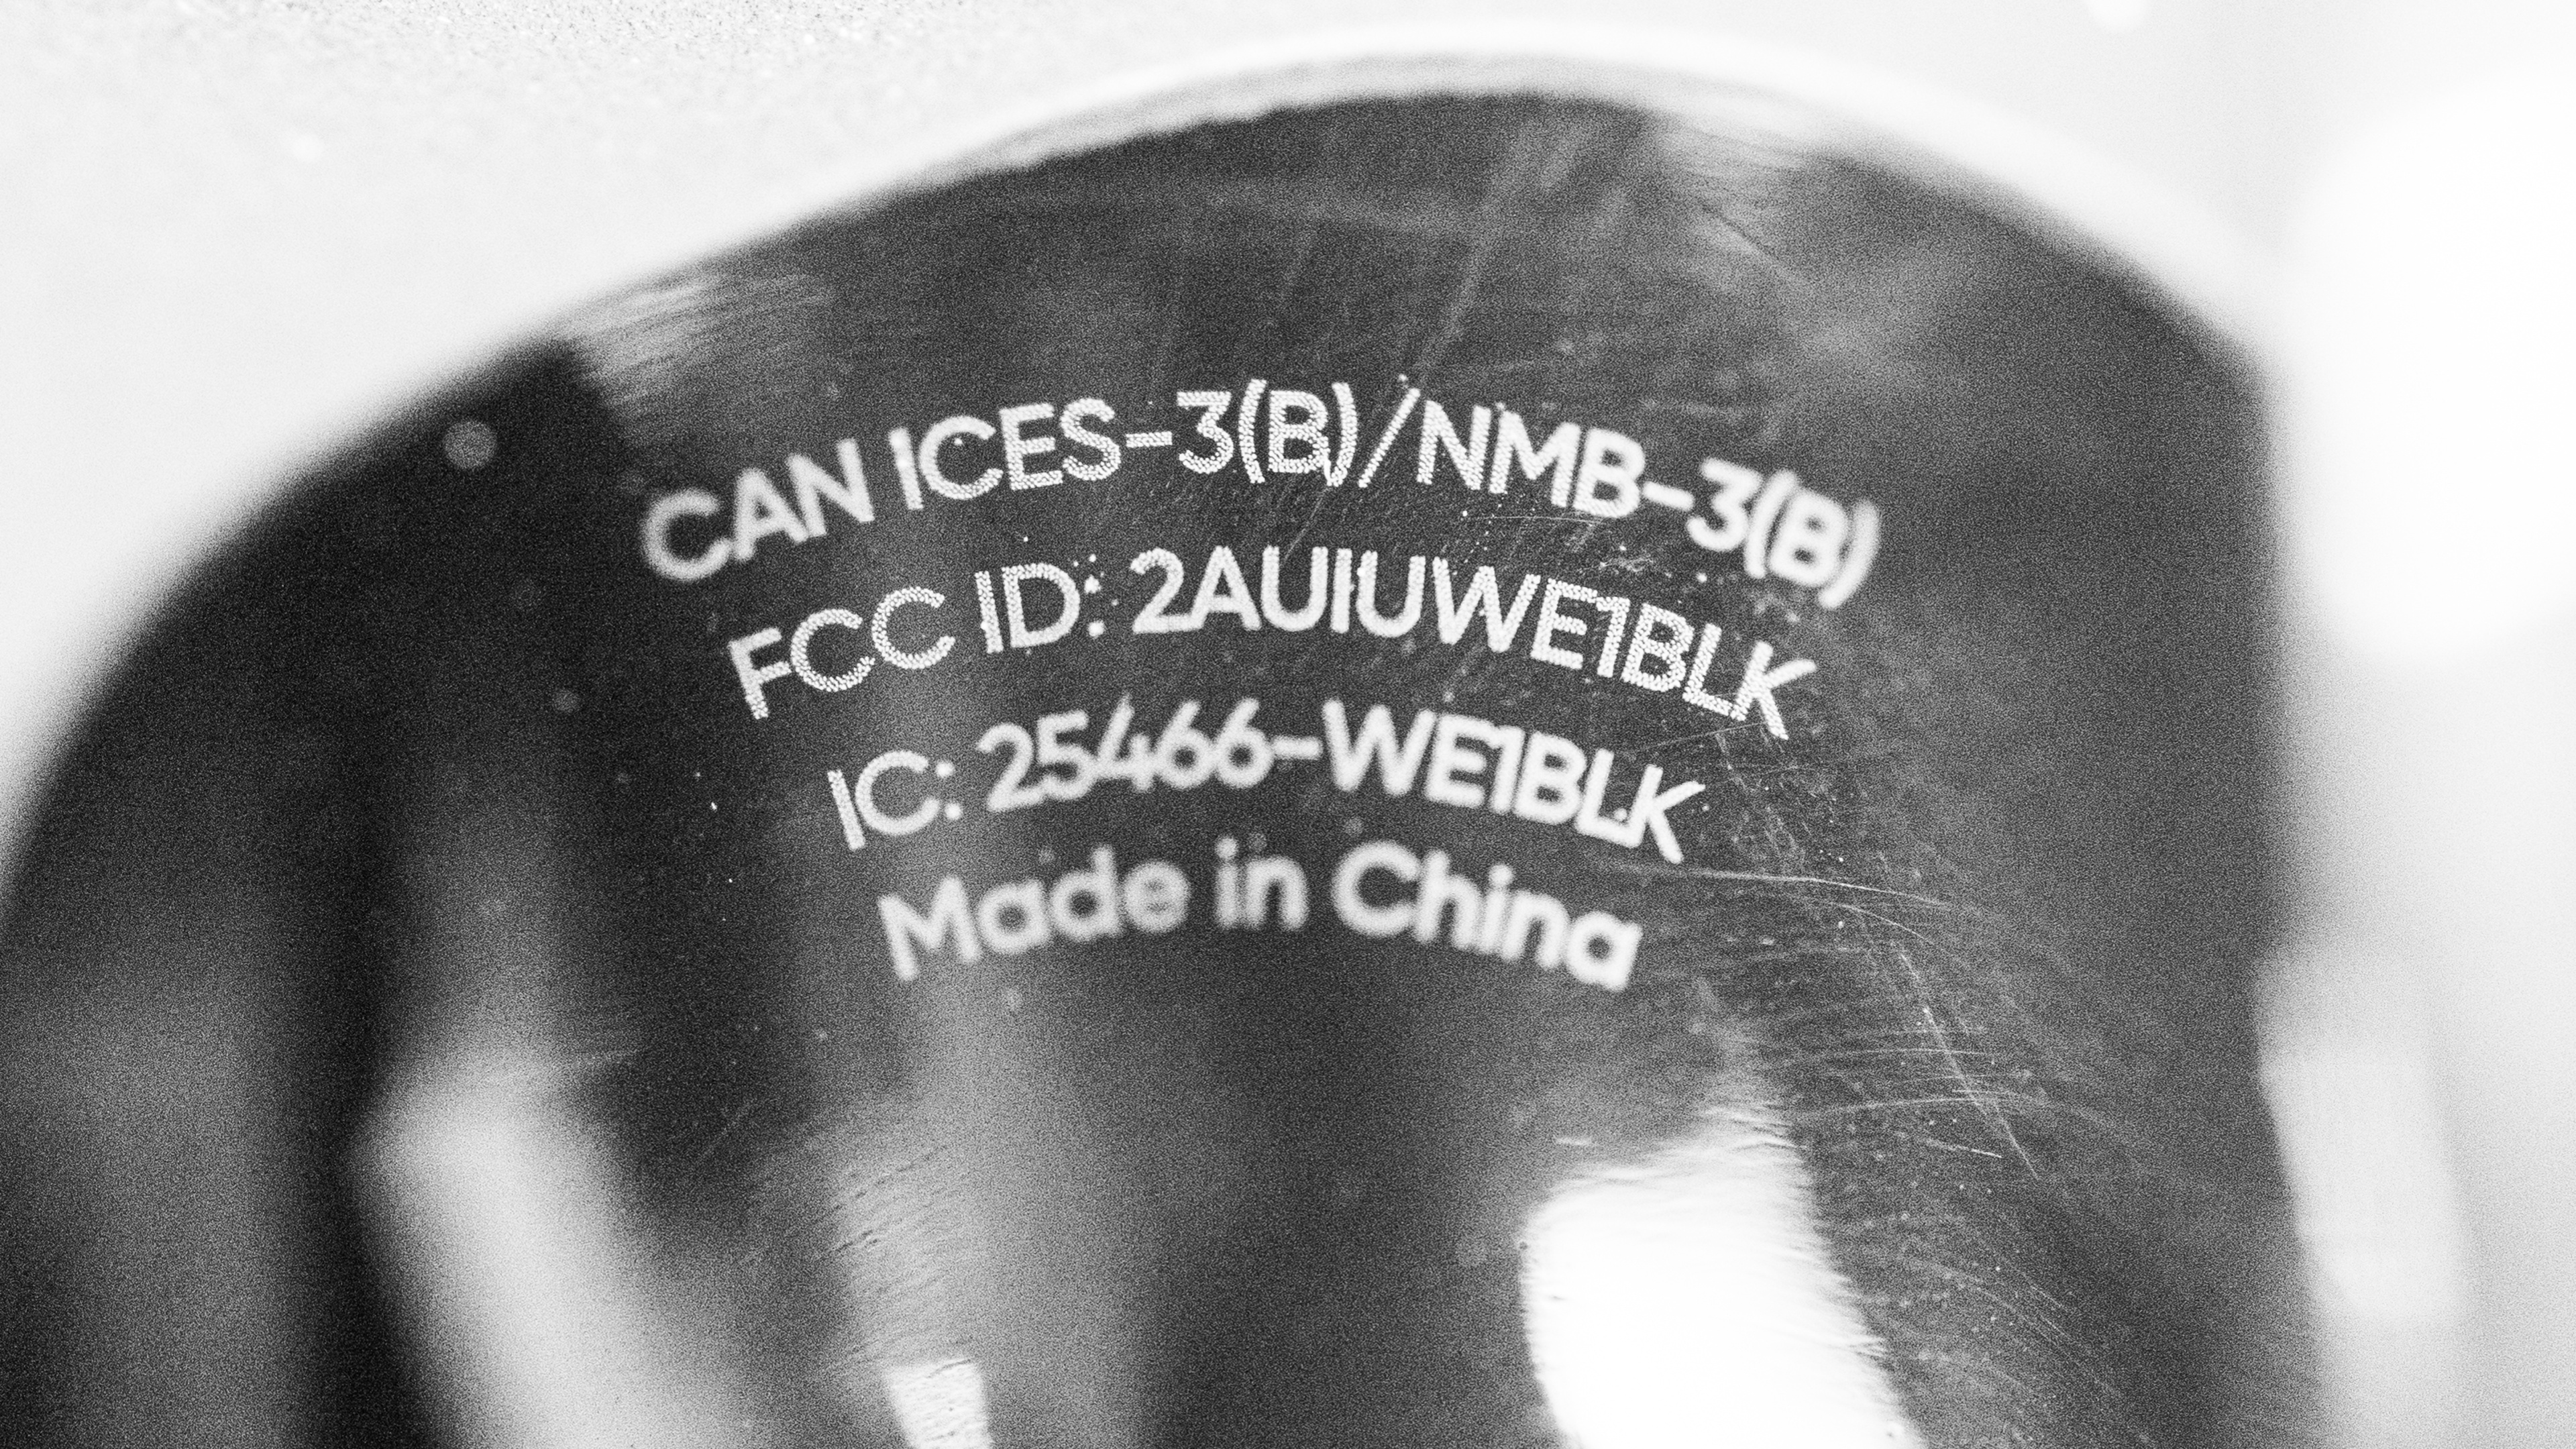 CAN ICES-3(B)/NMB-3(B)
FCC ID: 2AUIUWE1BLK
IC: 25466-WE1BLK
Made in China